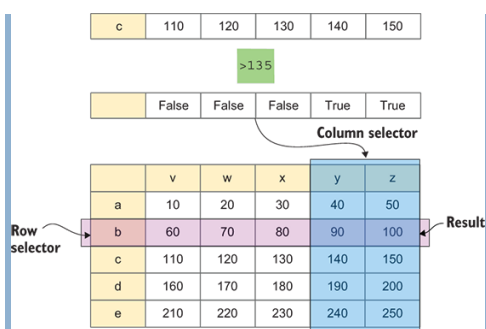 c 110 120 130 140 150
>135
False False False True True
Column selector
v w x y z
a 10 20 30 40 50
Row selector
b 60 70 80 90 100
Result
c 110 120 130 140 150
d 160 170 180 190 200
e 210 220 230 240 250